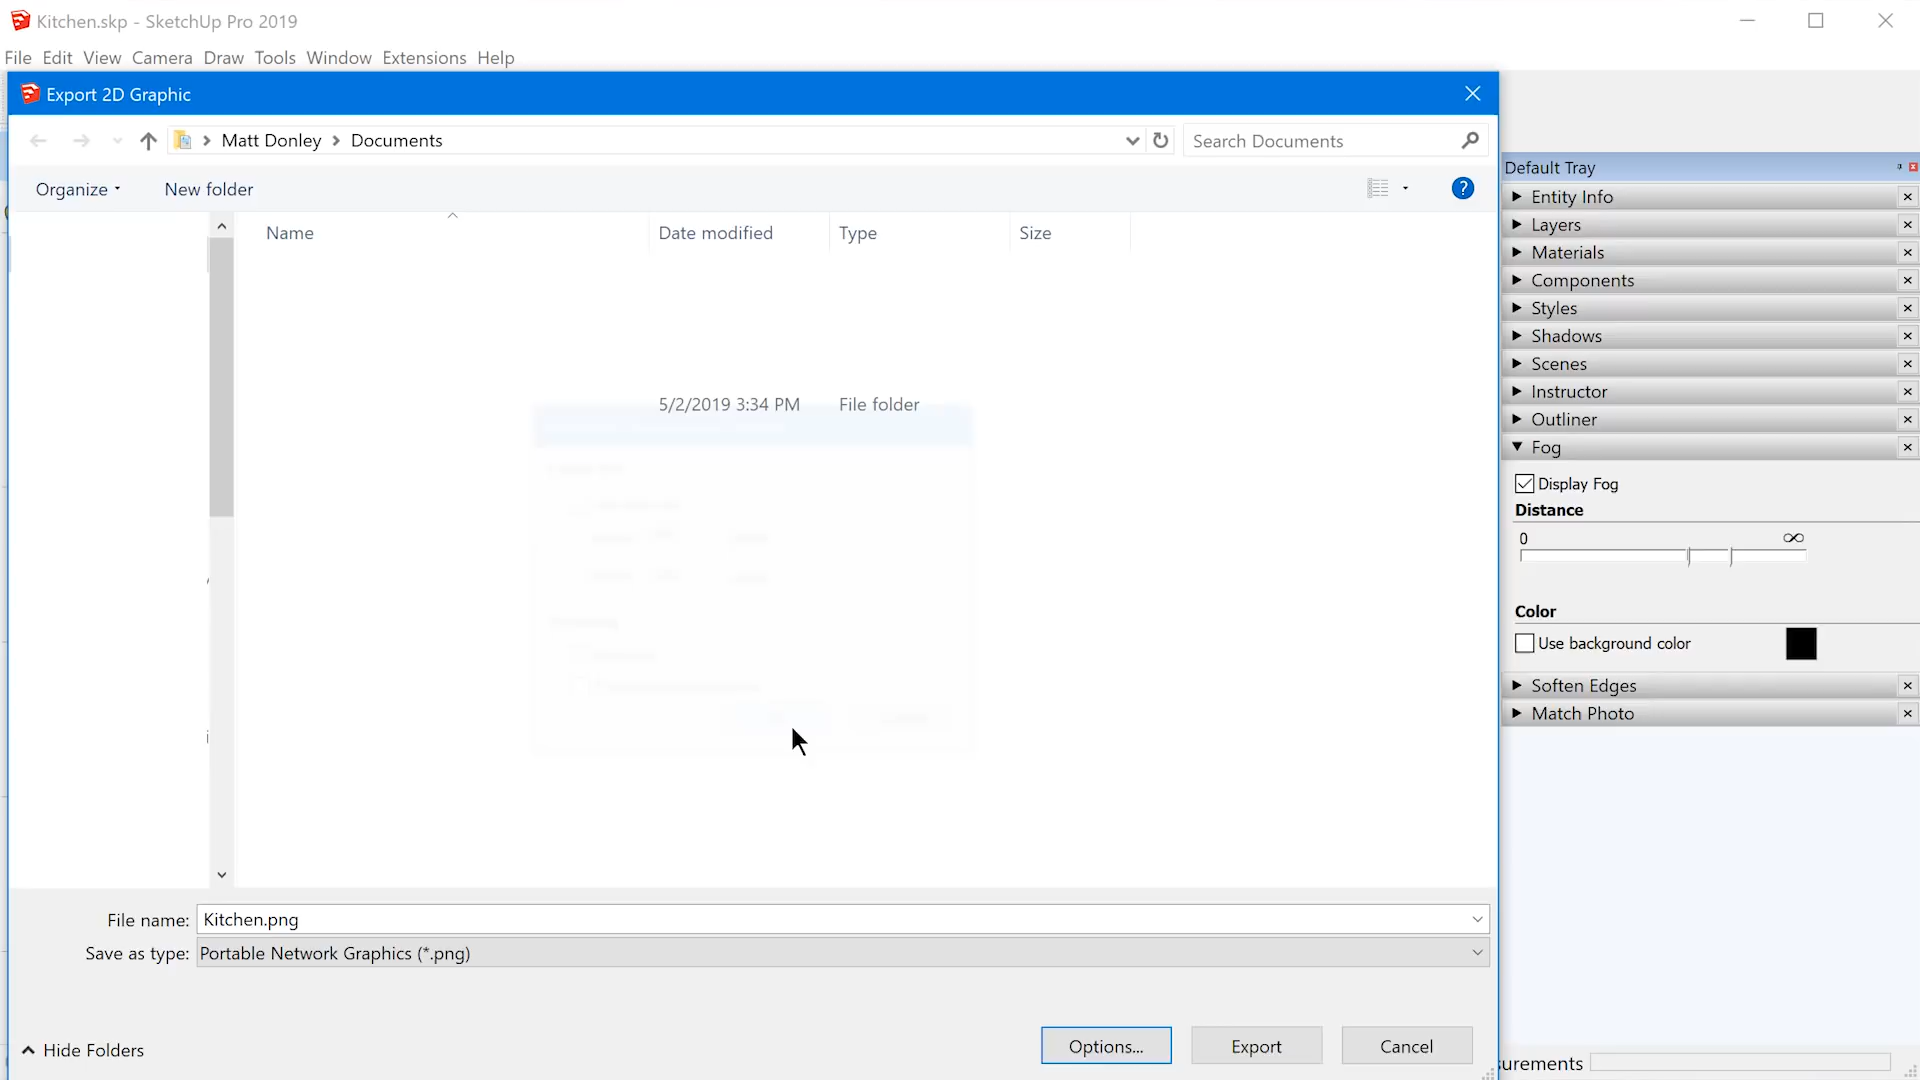 Kitchen.skp - SketchUp Pro 2019
File Edit View Camera Draw Tools Window Extensions Help
Export 2D Graphic
Matt Donley Documents
Search Documents
Organize
New folder
?
Name
Date modified
Type
Size
5/2/2019 3:34 PM
File folder
File name: Kitchen.png
Save as type: Portable Network Graphics (*.png)
Hide Folders
Options...
Export
Cancel
Default Tray
Entity Info
Layers
Materials
Components
Styles
Shadows
Scenes
Instructor
Outliner
Fog
Display Fog
Distance
0 ∞
Color
Use background color
Soften Edges
Match Photo
urements